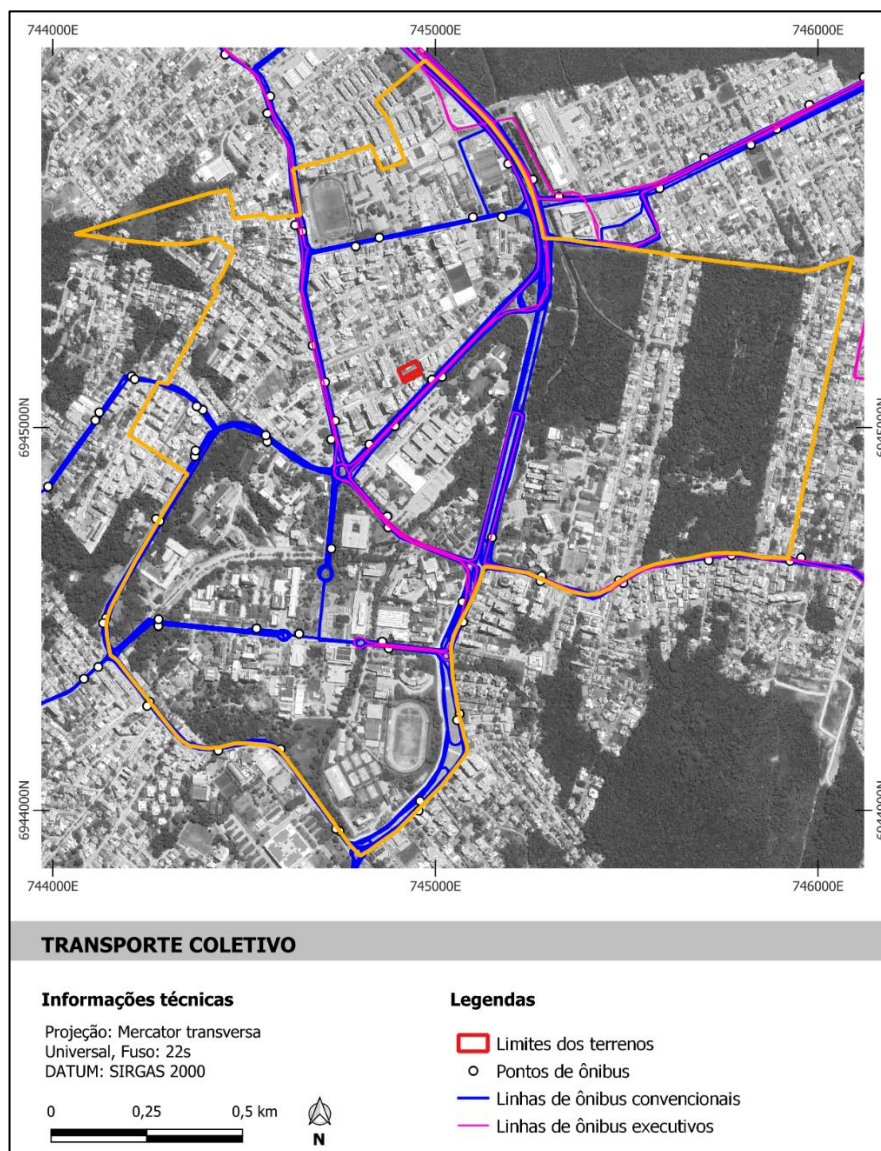 744000E 745000E 746000E
6945000N 6945000N
6944000N 6944000N
744000E 745000E 746000E
TRANSPORTE COLETIVO
Informações técnicas
Projeção: Mercator transversa
Universal, Fuso: 22s
DATUM: SIRGAS 2000
0 0,25 0,5 km
N
Legendas
Limites dos terrenos
Pontos de ônibus
Linhas de ônibus convencionais
Linhas de ônibus executivos